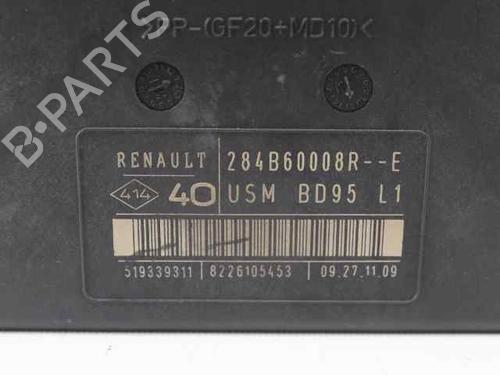 >PP-(GF20+MD10)<
RENAULT 284B60008R--E
414 40 USM BD95 L1
519339311 8226105453 09.27.11.09
B-PARTS